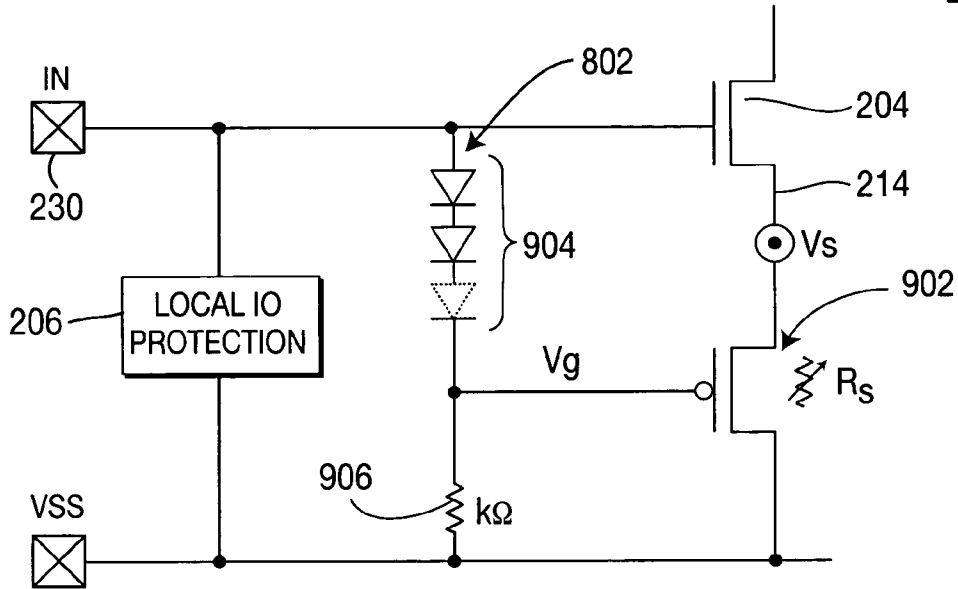 IN
230
802
204
214
904
Vs
206
LOCAL IO
PROTECTION
902
Vg
Rs
906
kΩ
VSS